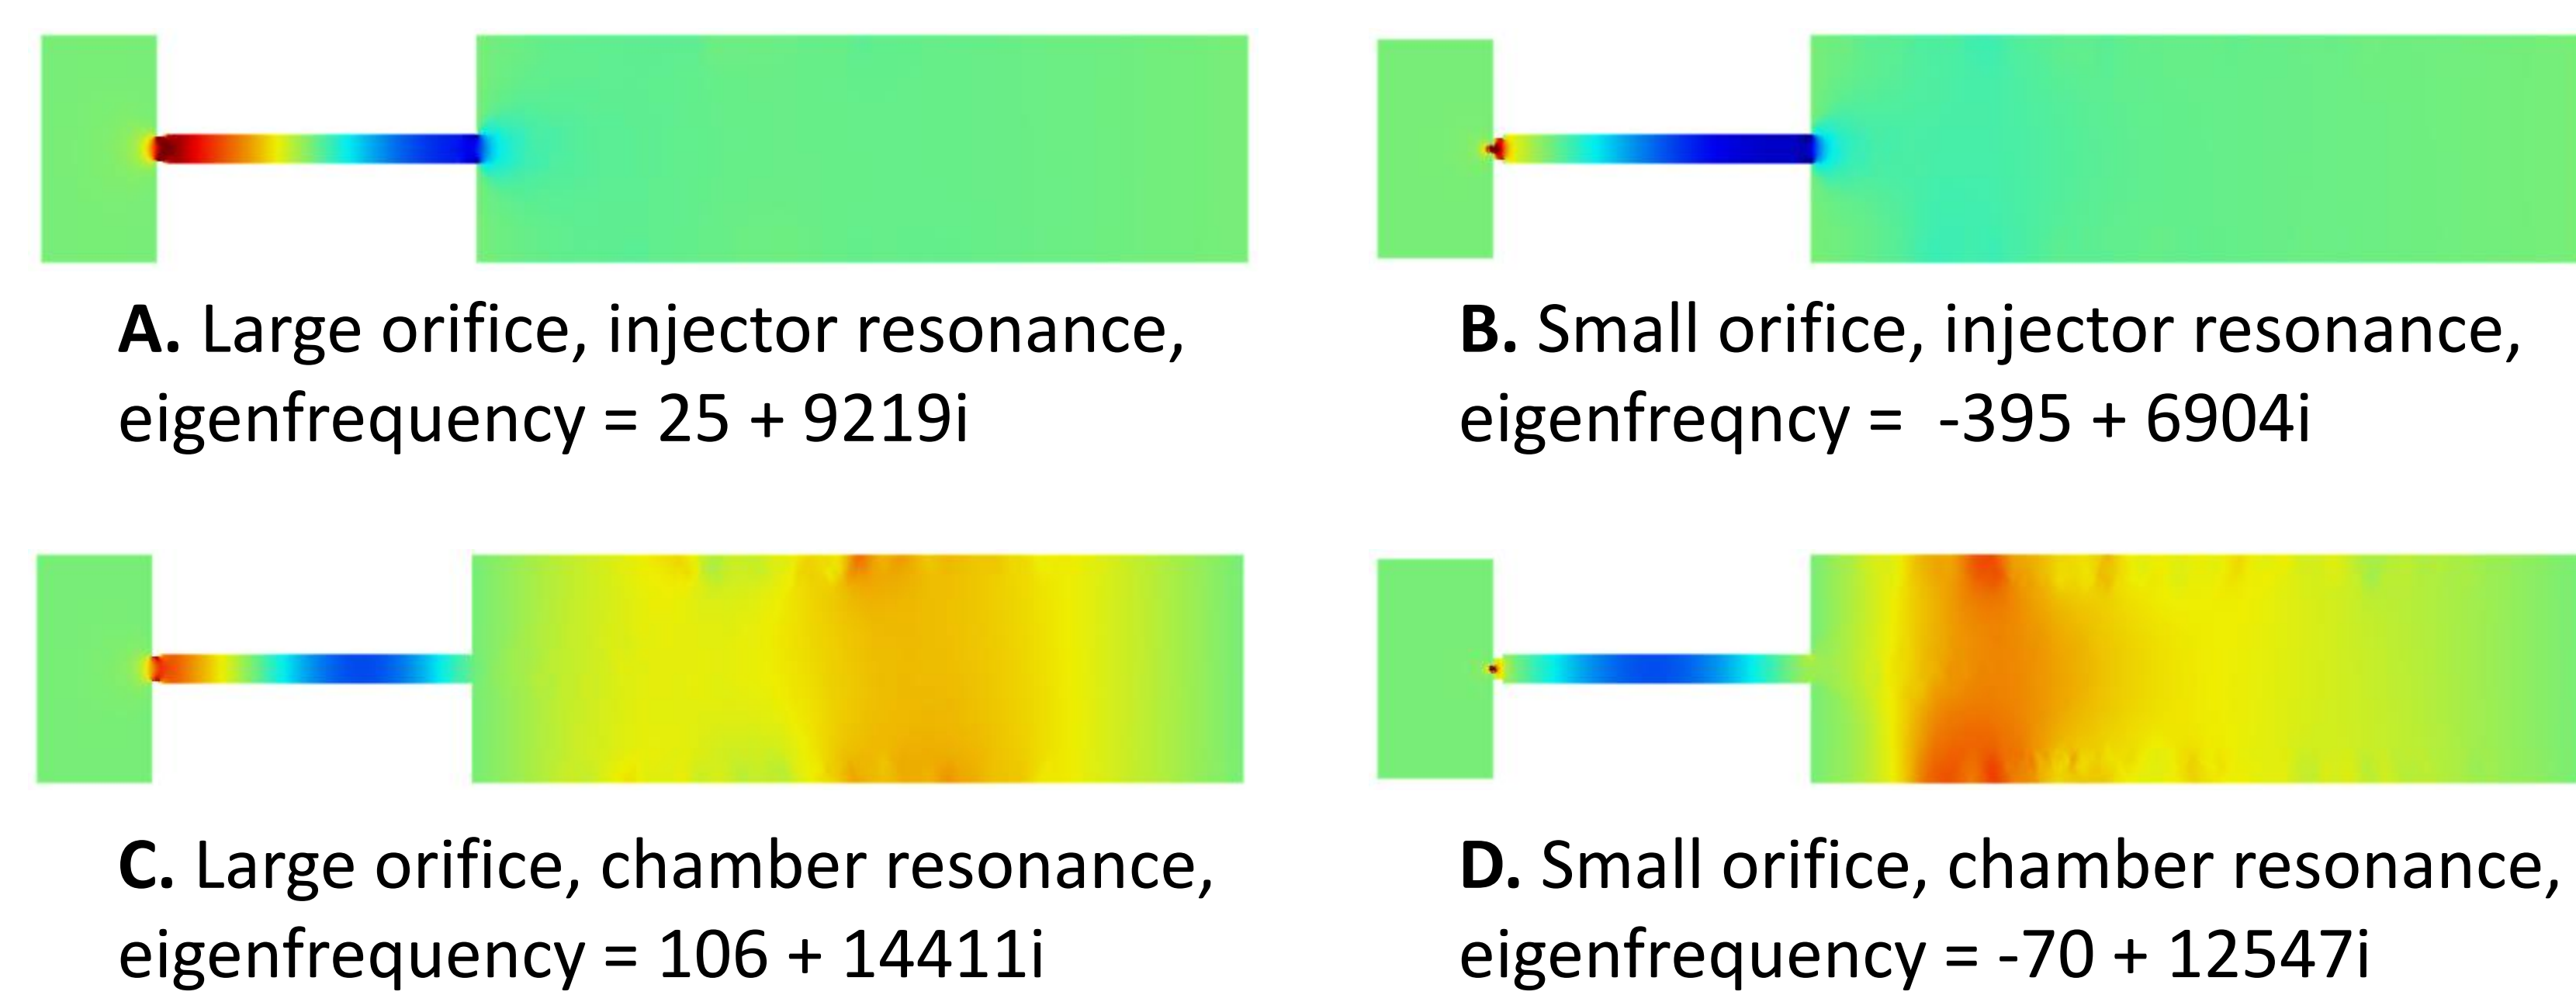 A. Large orifice, injector resonance,
eigenfrequency = 25 + 9219i
B. Small orifice, injector resonance,
eigenfreqncy = -395 + 6904i
C. Large orifice, chamber resonance,
eigenfrequency = 106 + 14411i
D. Small orifice, chamber resonance,
eigenfrequency = -70 + 12547i